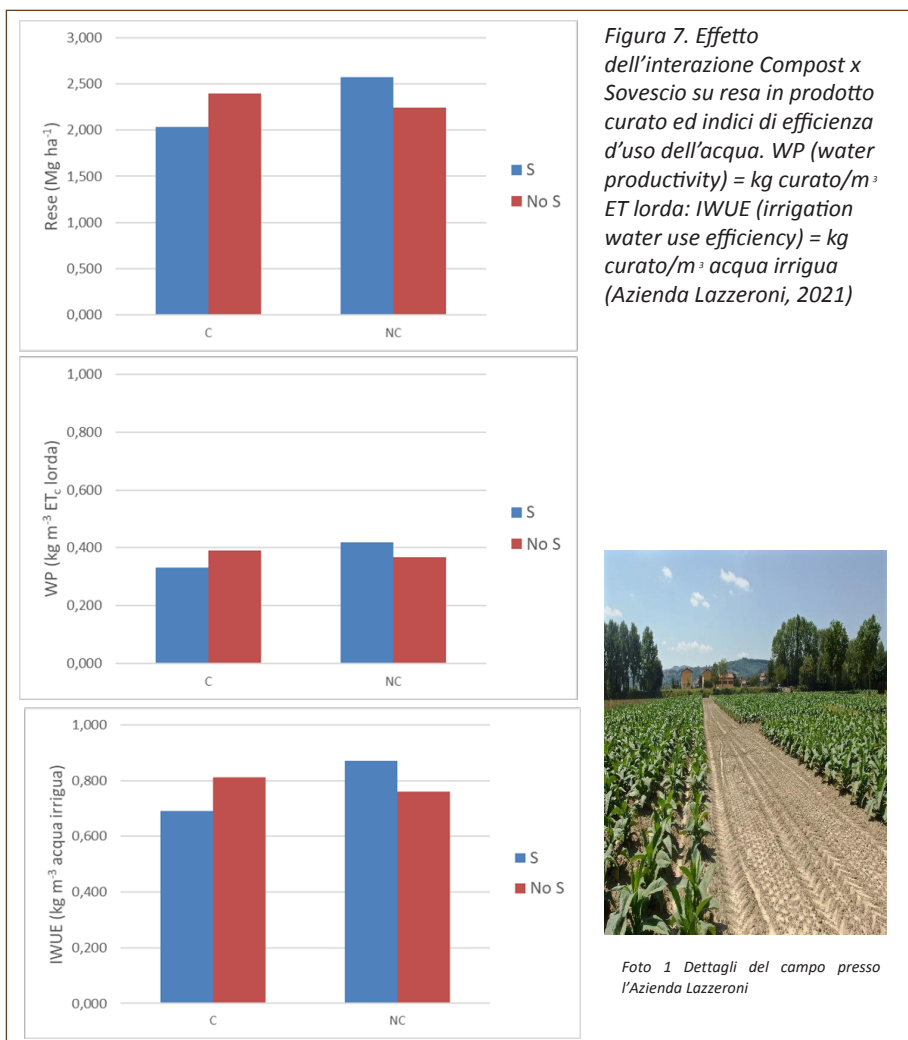 3,000
2,500
2,000
1,500
1,000
0,500
0,000
Rese (Mg ha⁻¹)
C
NC
S
No S
Figura 7. Effetto
dell'interazione Compost x
Sovescio su resa in prodotto
curato ed indici di efficienza
d'uso dell'acqua. WP (water
productivity) = kg curato/m³
ET lorda: IWUE (irrigation
water use efficiency) = kg
curato/m³ acqua irrigua
(Azienda Lazzeroni, 2021)
1,000
0,800
0,600
0,400
0,200
0,000
WP (kg m⁻³ ETc lorda)
C
NC
S
No S
1,000
0,800
0,600
0,400
0,200
0,000
IWUE (kg m⁻³ acqua irrigua)
C
NC
S
No S
Foto 1 Dettagli del campo presso
l'Azienda Lazzeroni